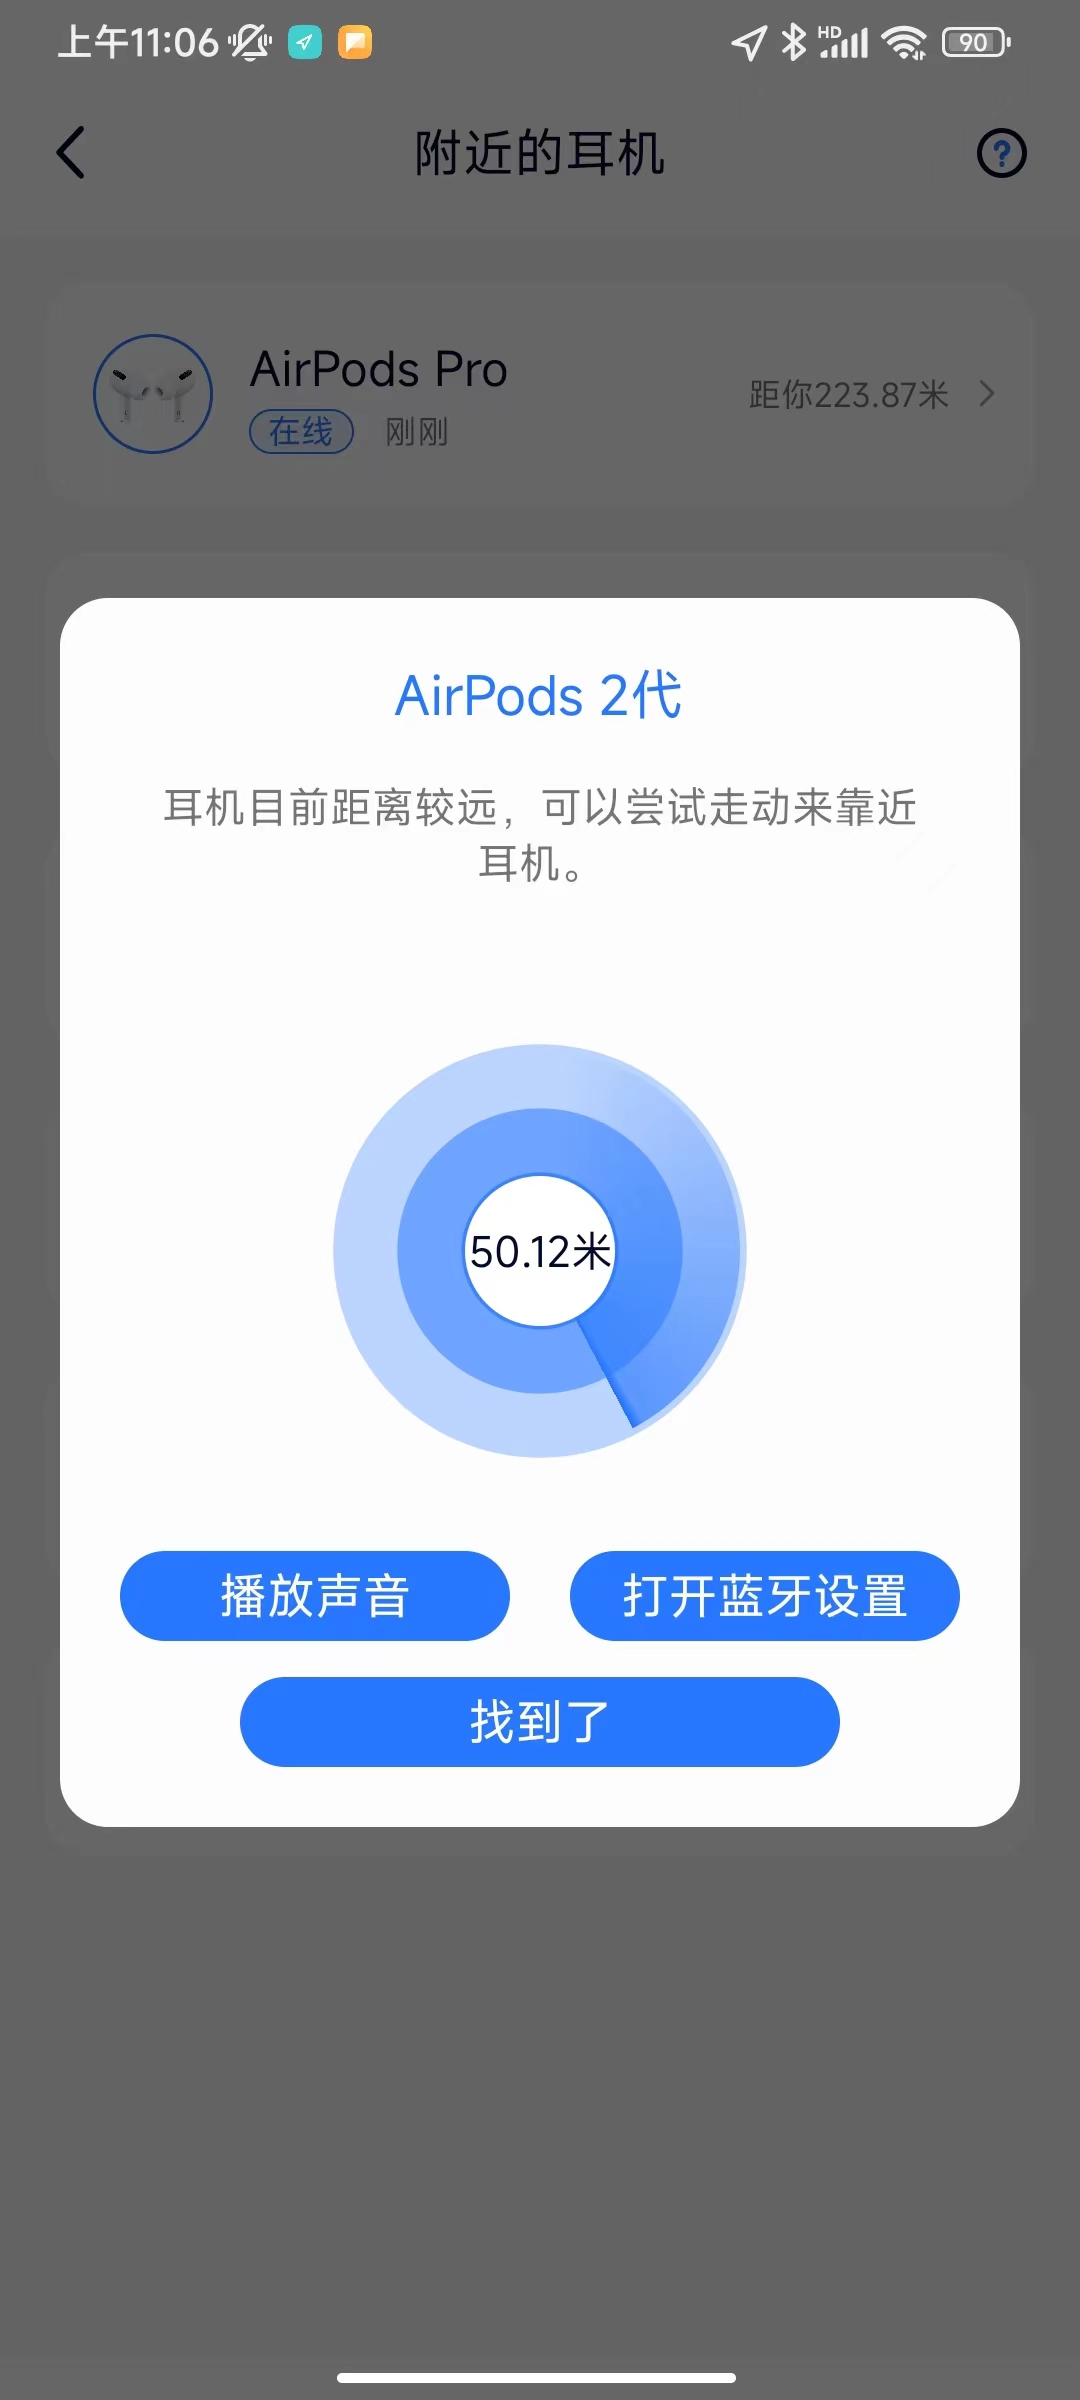 上午11:06
HD
90
附近的耳机
AirPods Pro
在线 刚刚
距你223.87米
AirPods 2代
耳机目前距离较远，可以尝试走动来靠近
耳机。
50.12米
播放声音
打开蓝牙设置
找到了